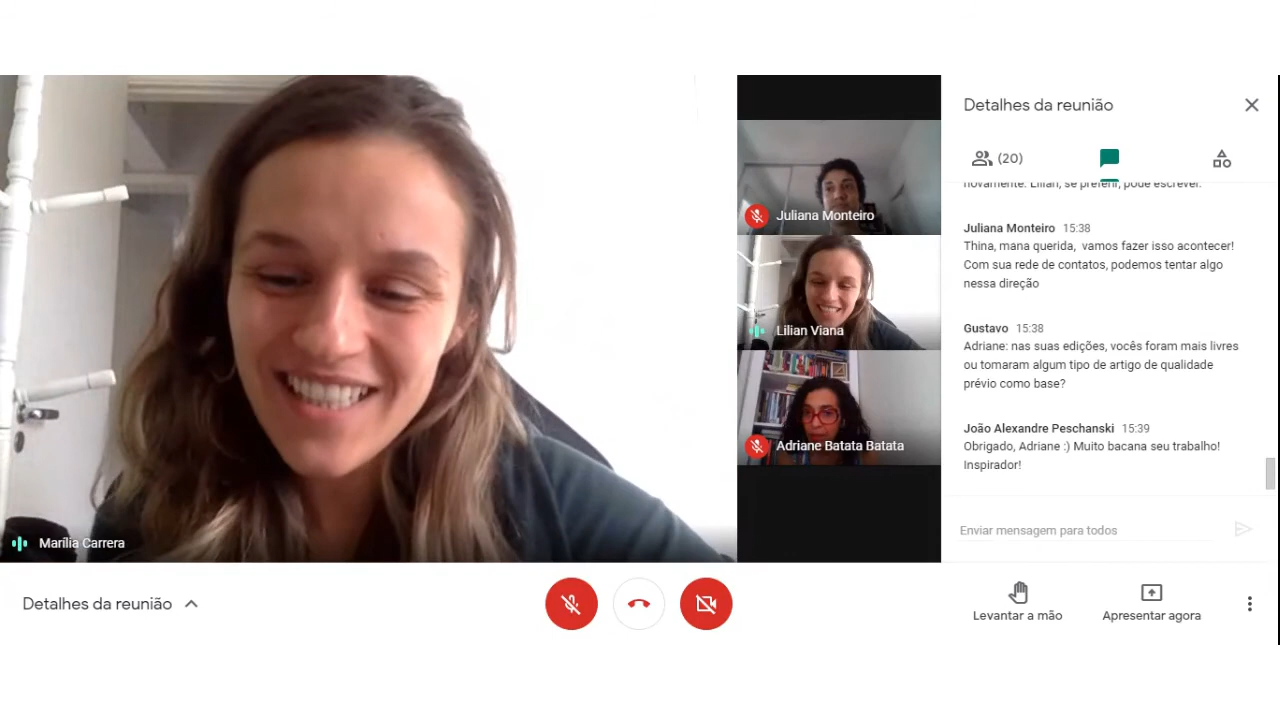 Marília Carrera
Juliana Monteiro
Lilian Viana
Adriane Batata Batata
Detalhes da reunião
(20)
novamente. Lilian, se preferir, pode escrever.
Juliana Monteiro 15:38
Thina, mana querida, vamos fazer isso acontecer!
Com sua rede de contatos, podemos tentar algo
nessa direção
Gustavo 15:38
Adriane: nas suas edições, vocês foram mais livres
ou tomaram algum tipo de artigo de qualidade
prévio como base?
João Alexandre Peschanski 15:39
Obrigado, Adriane :) Muito bacana seu trabalho!
Inspirador!
Enviar mensagem para todos
Detalhes da reunião
Levantar a mão
Apresentar agora